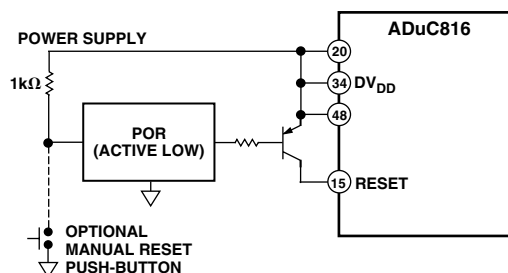 ADuC816
POWER SUPPLY
20
1kΩ
34 DV_DD
POR
(ACTIVE LOW)
48
15 RESET
OPTIONAL
MANUAL RESET
PUSH-BUTTON